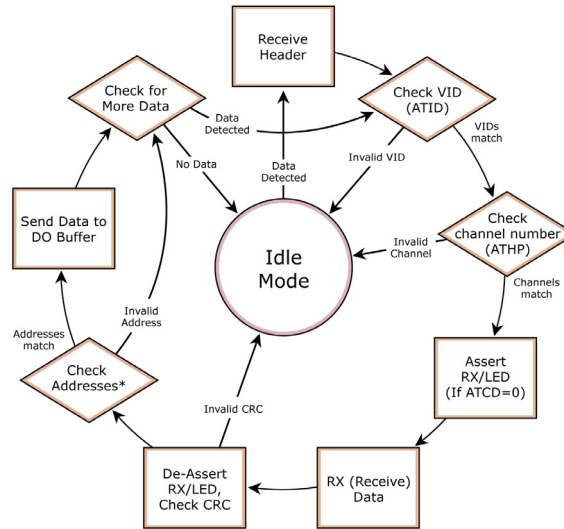 Receive
Header
Check for
More Data
Check VID
(ATID)
Data
Detected
VIDs
match
No Data
Data
Detected
Invalid VID
Send Data to
DO Buffer
Idle
Mode
Invalid
Channel
Check
channel number
(ATHP)
Channels
match
Invalid
Address
Addresses
match
Check
Addresses*
Assert
RX/LED
(If ATCD=0)
Invalid CRC
De-Assert
RX/LED,
Check CRC
RX (Receive)
Data